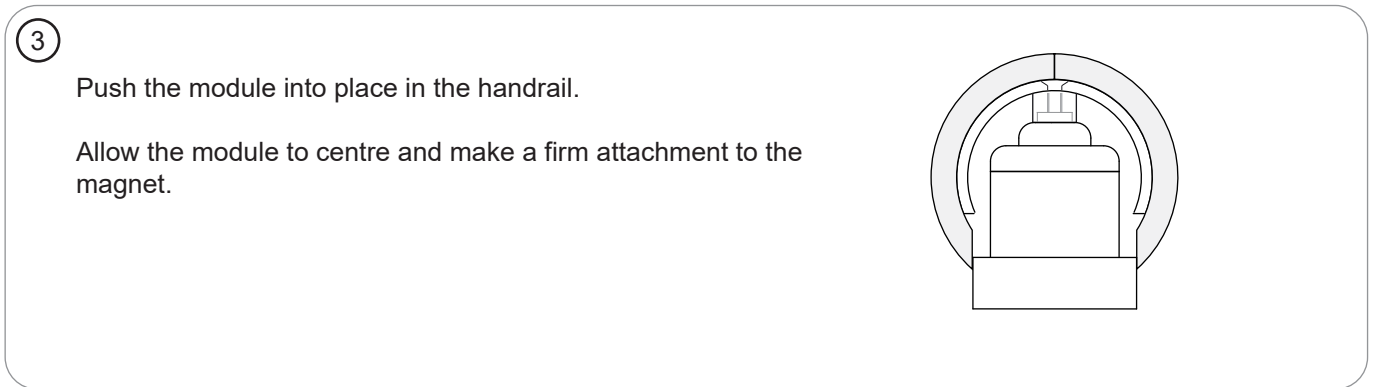 3
Push the module into place in the handrail.
Allow the module to centre and make a firm attachment to the
magnet.